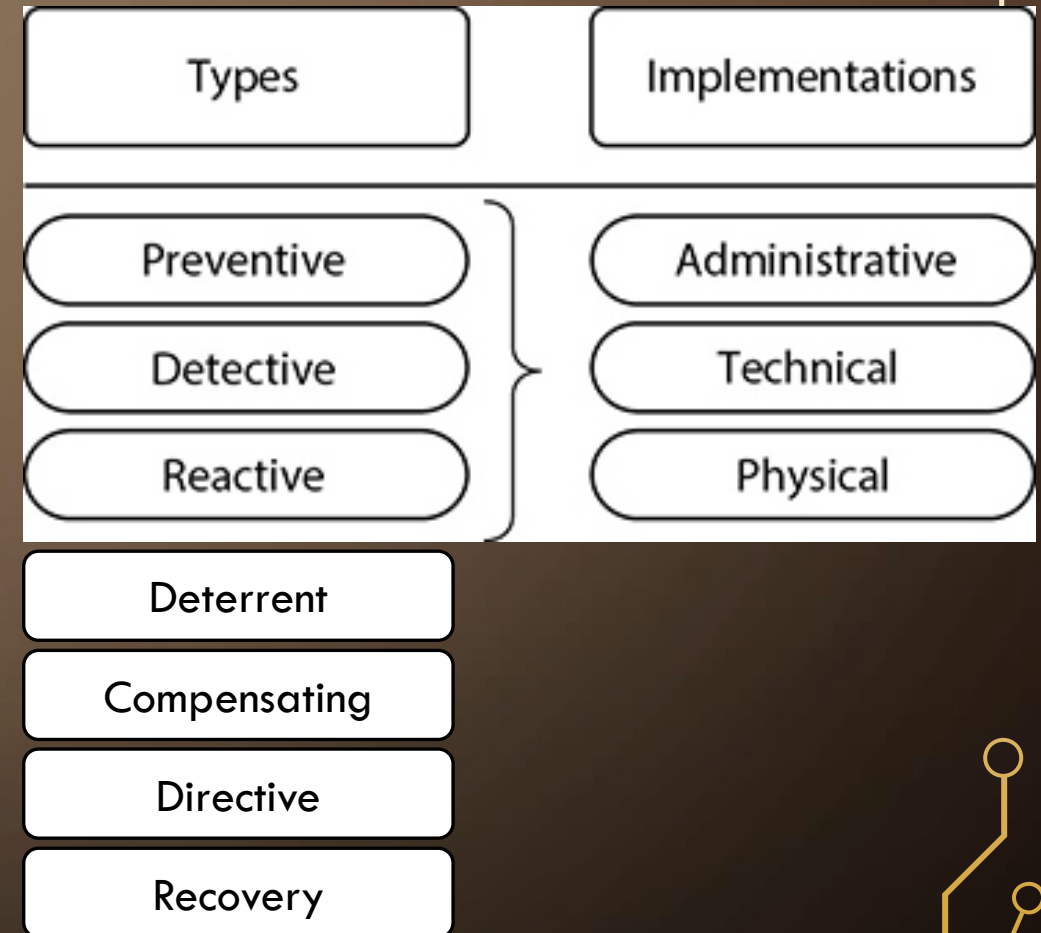 Types
Implementations
Preventive
Administrative
Detective
Technical
Reactive
Physical
Deterrent
Compensating
Directive
Recovery